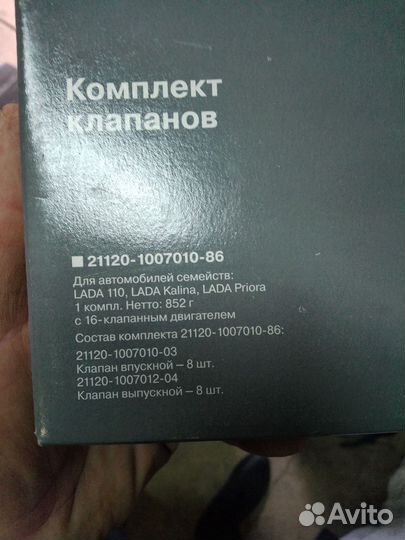 Комплект
клапанов
■ 21120-1007010-86
Для автомобилей семейств:
LADA 110, LADA Kalina, LADA Priora
1 компл. Нетто: 852 г
с 16-клапанным двигателем
Состав комплекта 21120-1007010-86:
21120-1007010-03
Клапан впускной – 8 шт.
21120-1007012-04
Клапан выпускной – 8 шт.
Avito